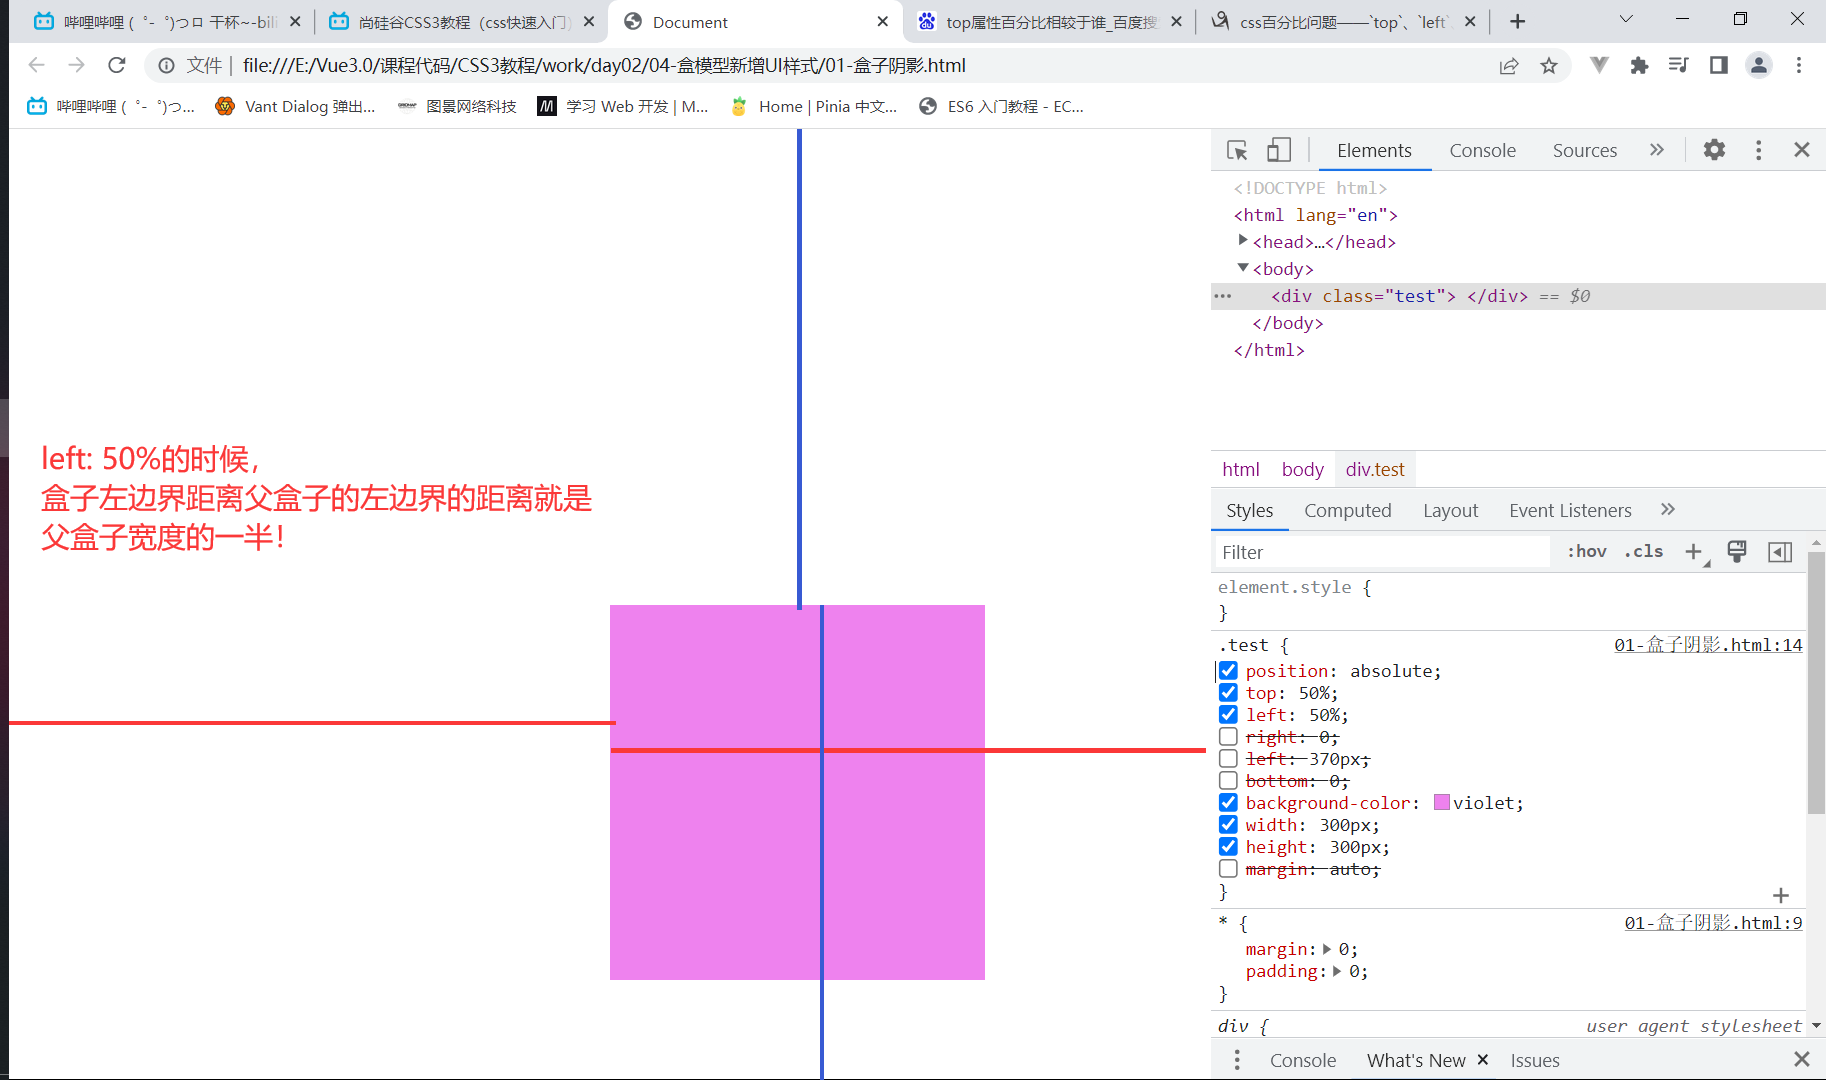 哔哩哔哩 (゜-゜)つロ 干杯~-bili
尚硅谷CSS3教程（css快速入门）
Document
top属性百分比相较于谁_百度搜
css百分比问题——`top`、`left`
文件
file:///E:/Vue3.0/课程代码/CSS3教程/work/day02/04-盒模型新增UI样式/01-盒子阴影.html
哔哩哔哩 (゜-゜)つ...
Vant Dialog 弹出...
图景网络科技
学习 Web 开发 | M...
Home | Pinia 中文...
ES6 入门教程 - EC...
left: 50%的时候，
盒子左边界距离父盒子的左边界的距离就是
父盒子宽度的一半！
Elements
Console
Sources
<!DOCTYPE html>
<html lang="en">
<head>…</head>
<body>
<div class="test"> </div> == $0
</body>
</html>
html
body
div.test
Styles
Computed
Layout
Event Listeners
Filter
:hov
.cls
element.style {
}
.test {
01-盒子阴影.html:14
position: absolute;
top: 50%;
left: 50%;
right: 0;
left: 370px;
bottom: 0;
background-color: violet;
width: 300px;
height: 300px;
margin: auto;
}
* {
01-盒子阴影.html:9
margin: 0;
padding: 0;
}
div {
user agent stylesheet
Console
What's New
Issues